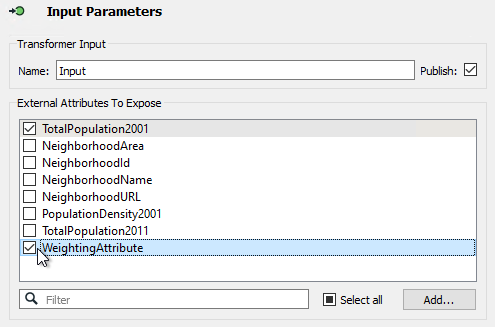 Input Parameters
Transformer Input
Name: Input Publish:
External Attributes To Expose
TotalPopulation2001
NeighborhoodArea
NeighborhoodId
NeighborhoodName
NeighborhoodURL
PopulationDensity2001
TotalPopulation2011
WeightingAttribute
Filter Select all Add...